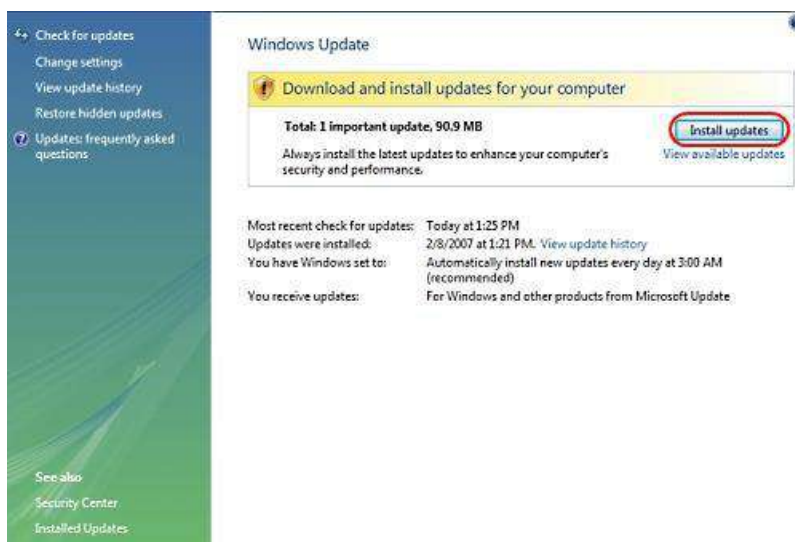 Check for updates
Change settings
View update history
Restore hidden updates
Updates: frequently asked
questions
See also
Security Center
Installed Updates
Windows Update
Download and install updates for your computer
Total: 1 important update, 90.9 MB
Install updates
Always install the latest updates to enhance your computer's
security and performance.
View available updates
Most recent check for updates: Today at 1:25 PM
Updates were installed: 2/8/2007 at 1:21 PM. View update history
You have Windows set to: Automatically install new updates every day at 3:00 AM
(recommended)
You receive updates: For Windows and other products from Microsoft Update